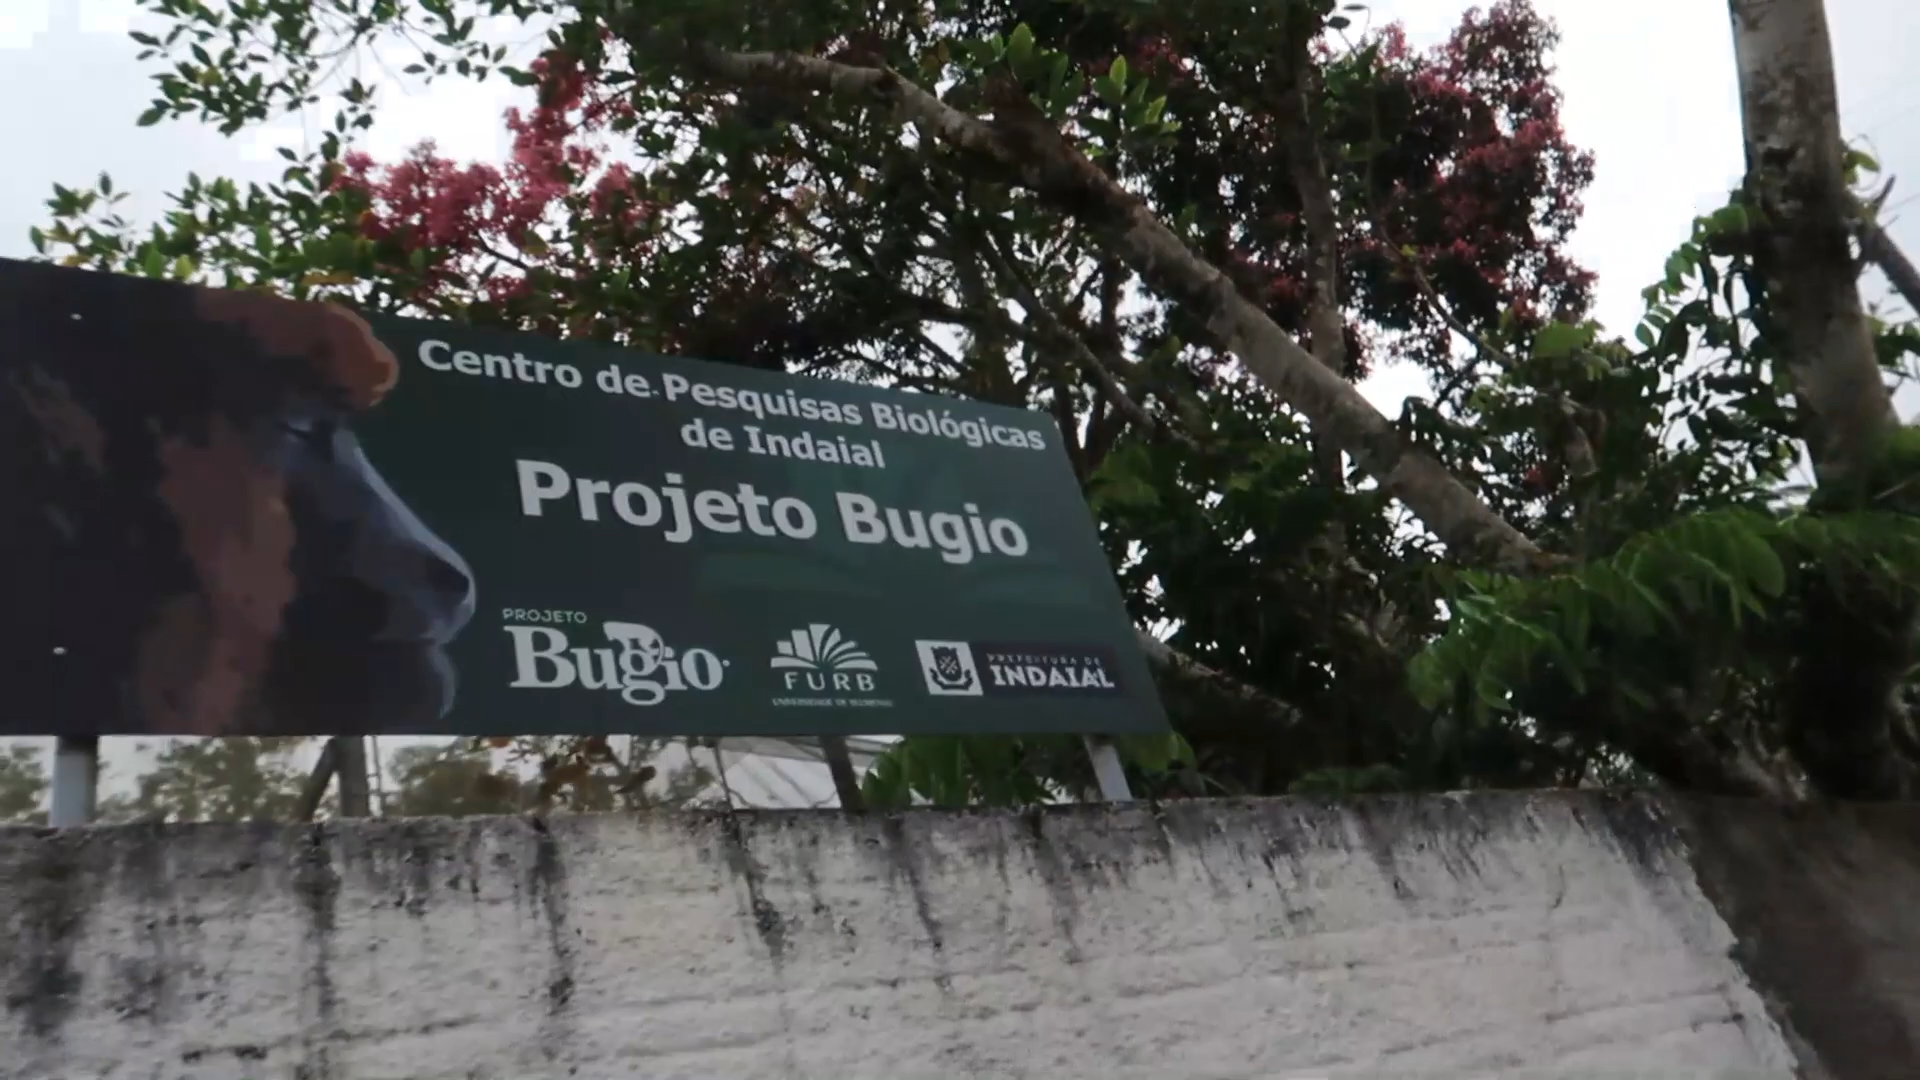 Centro de Pesquisas Biológicas
de Indaial
Projeto Bugio
PROJETO
Bugio
FURB
UNIVERSIDADE DE BLUMENAU
PREFEITURA DE
INDAIAL